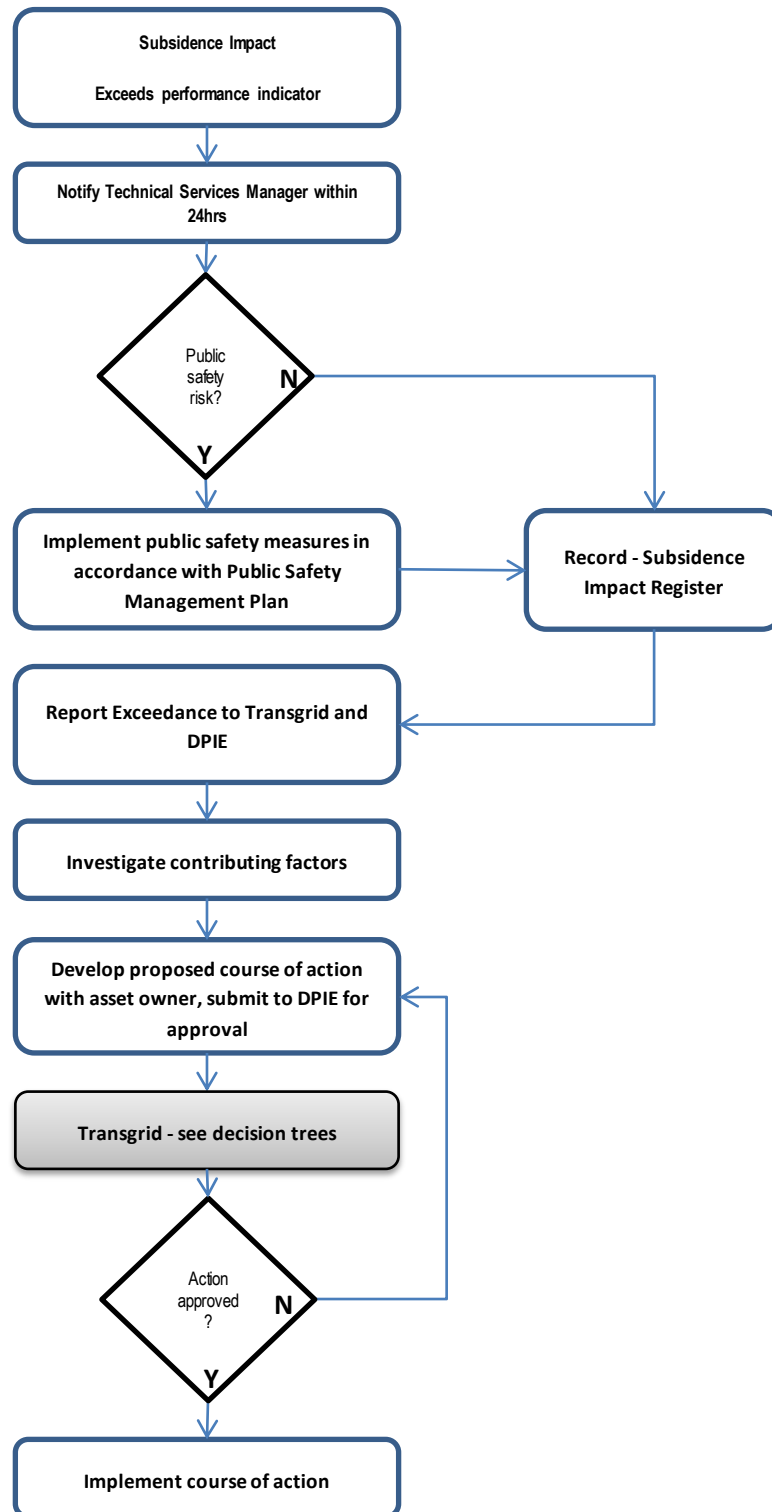 Subsidence Impact
Exceeds performance indicator
Notify Technical Services Manager within
24hrs
Public
safety
risk?
N
Y
Implement public safety measures in
accordance with Public Safety
Management Plan
Record - Subsidence
Impact Register
Report Exceedance to Transgrid and
DPIE
Investigate contributing factors
Develop proposed course of action
with asset owner, submit to DPIE for
approval
Transgrid - see decision trees
Action
approved
?
N
Y
Implement course of action